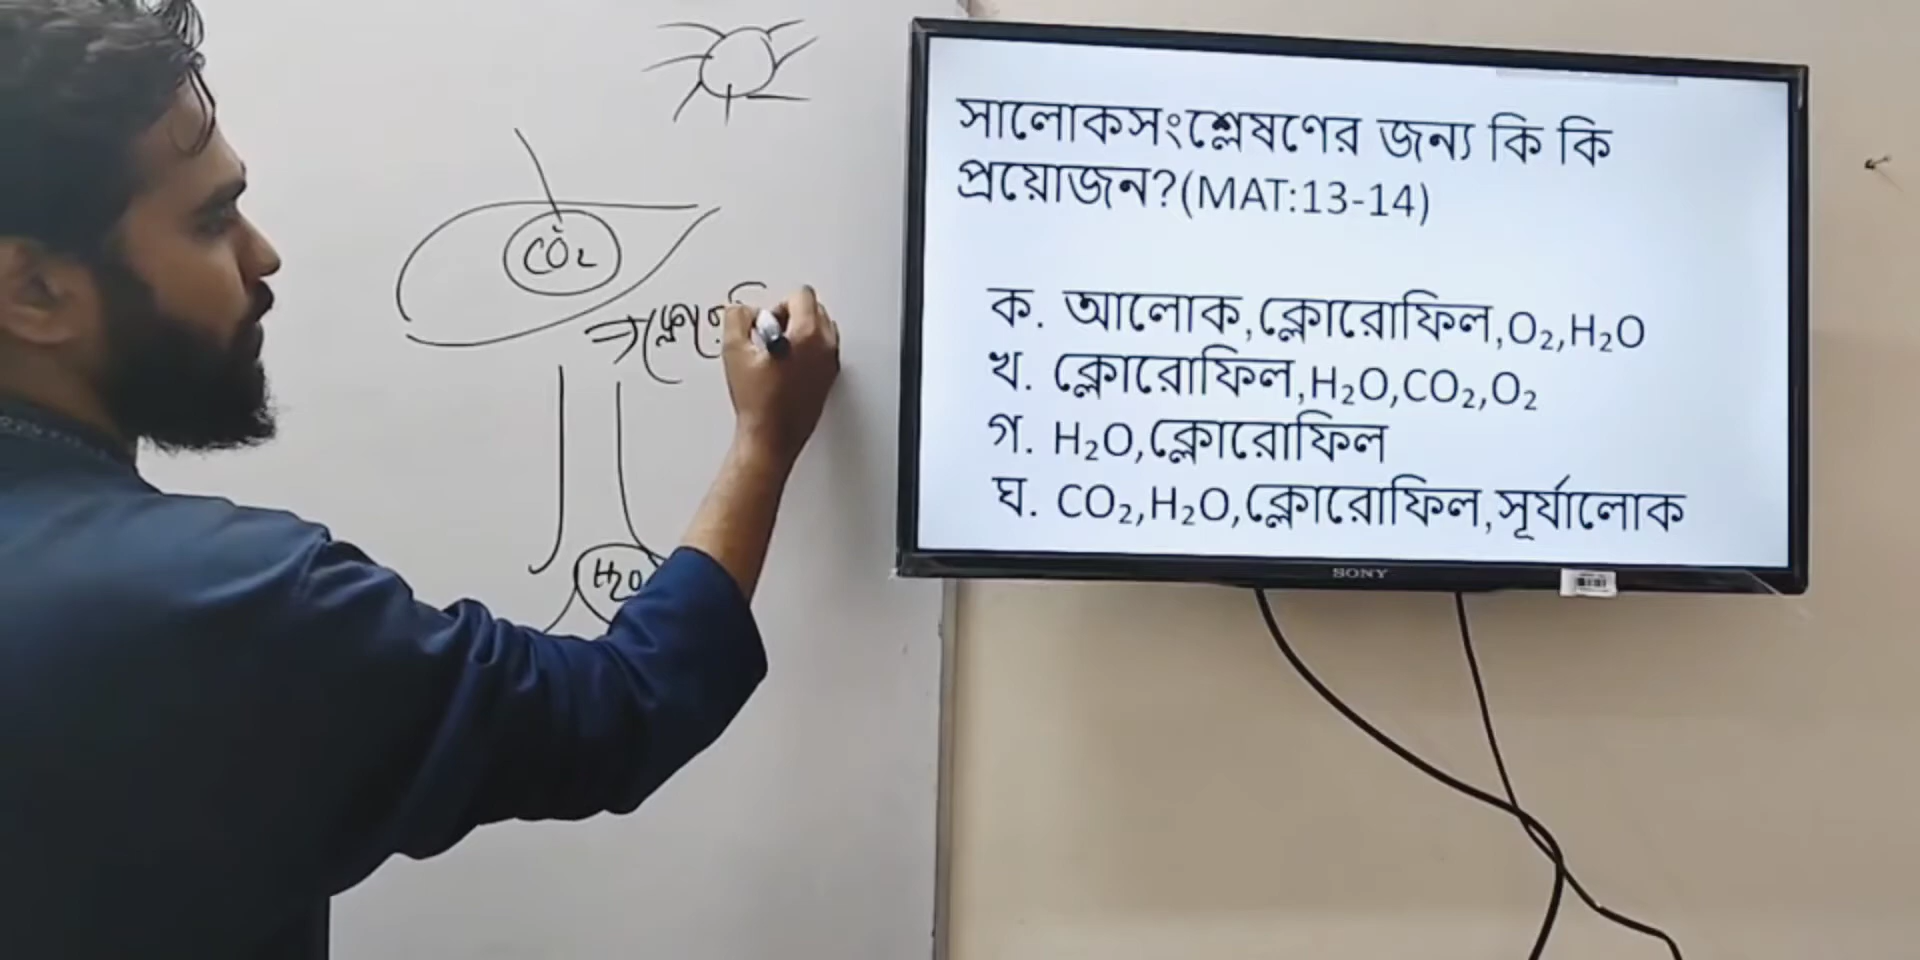 সালোকসংশ্লেষণের জন্য কি কি
প্রয়োজন?(MAT:13-14)
ক. আলোক,ক্লোরোফিল,O₂,H₂O
খ. ক্লোরোফিল,H₂O,CO₂,O₂
গ. H₂O,ক্লোরোফিল
ঘ. CO₂,H₂O,ক্লোরোফিল,সূর্যালোক
SONY
CO₂
H₂O